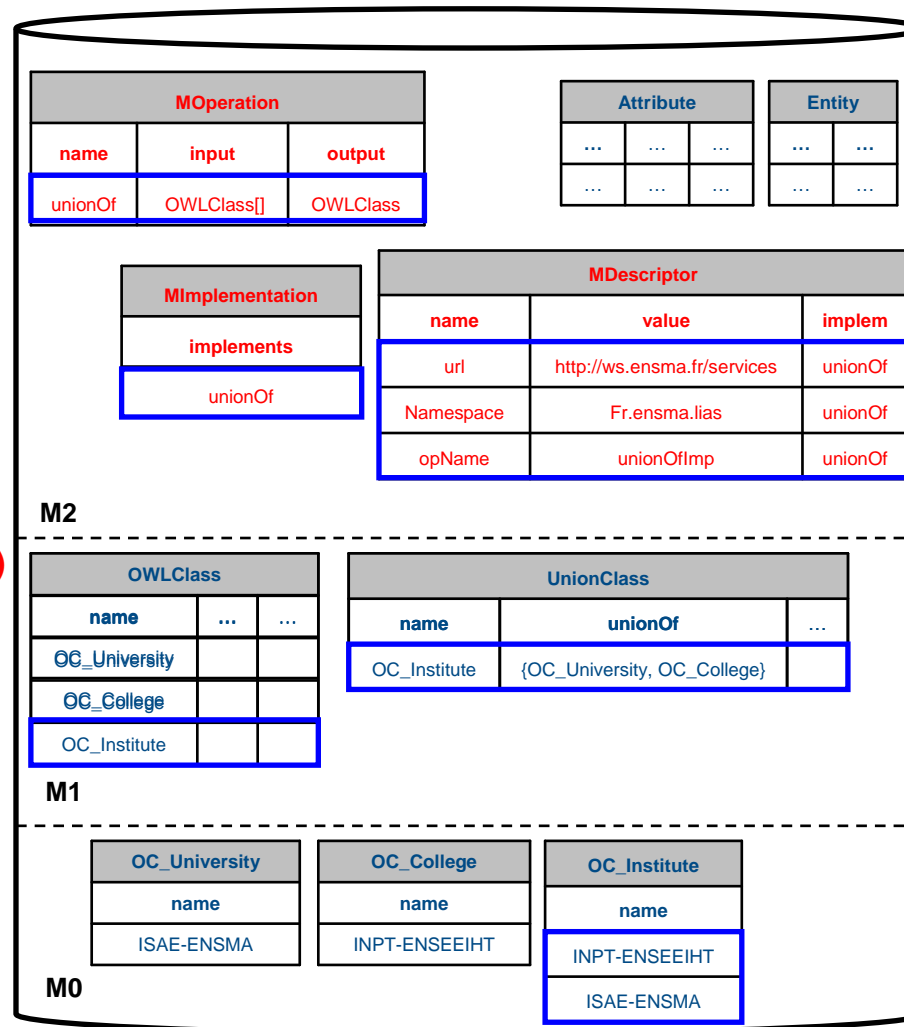 MOperation
name input output
unionOf OWLClass[] OWLClass
Attribute
... ... ...
... ... ...
Entity
... ...
... ...
MImplementation
implements
unionOf
MDescriptor
name value implem
url http://ws.ensma.fr/services unionOf
Namespace Fr.ensma.lias unionOf
opName unionOfImp unionOf
M2
OWLClass
name ... ...
OC_University
OC_College
OC_Institute
UnionClass
name unionOf ...
OC_Institute {OC_University, OC_College}
M1
OC_University
name
ISAE-ENSMA
OC_College
name
INPT-ENSEEIHT
OC_Institute
name
INPT-ENSEEIHT
ISAE-ENSMA
M0